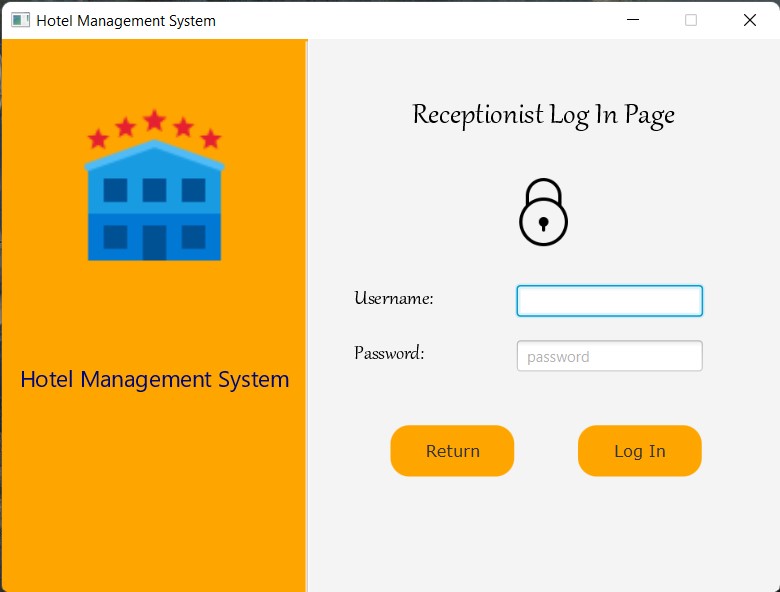 Hotel Management System
Receptionist Log In Page
Username:
Password:
password
Hotel Management System
Return
Log In